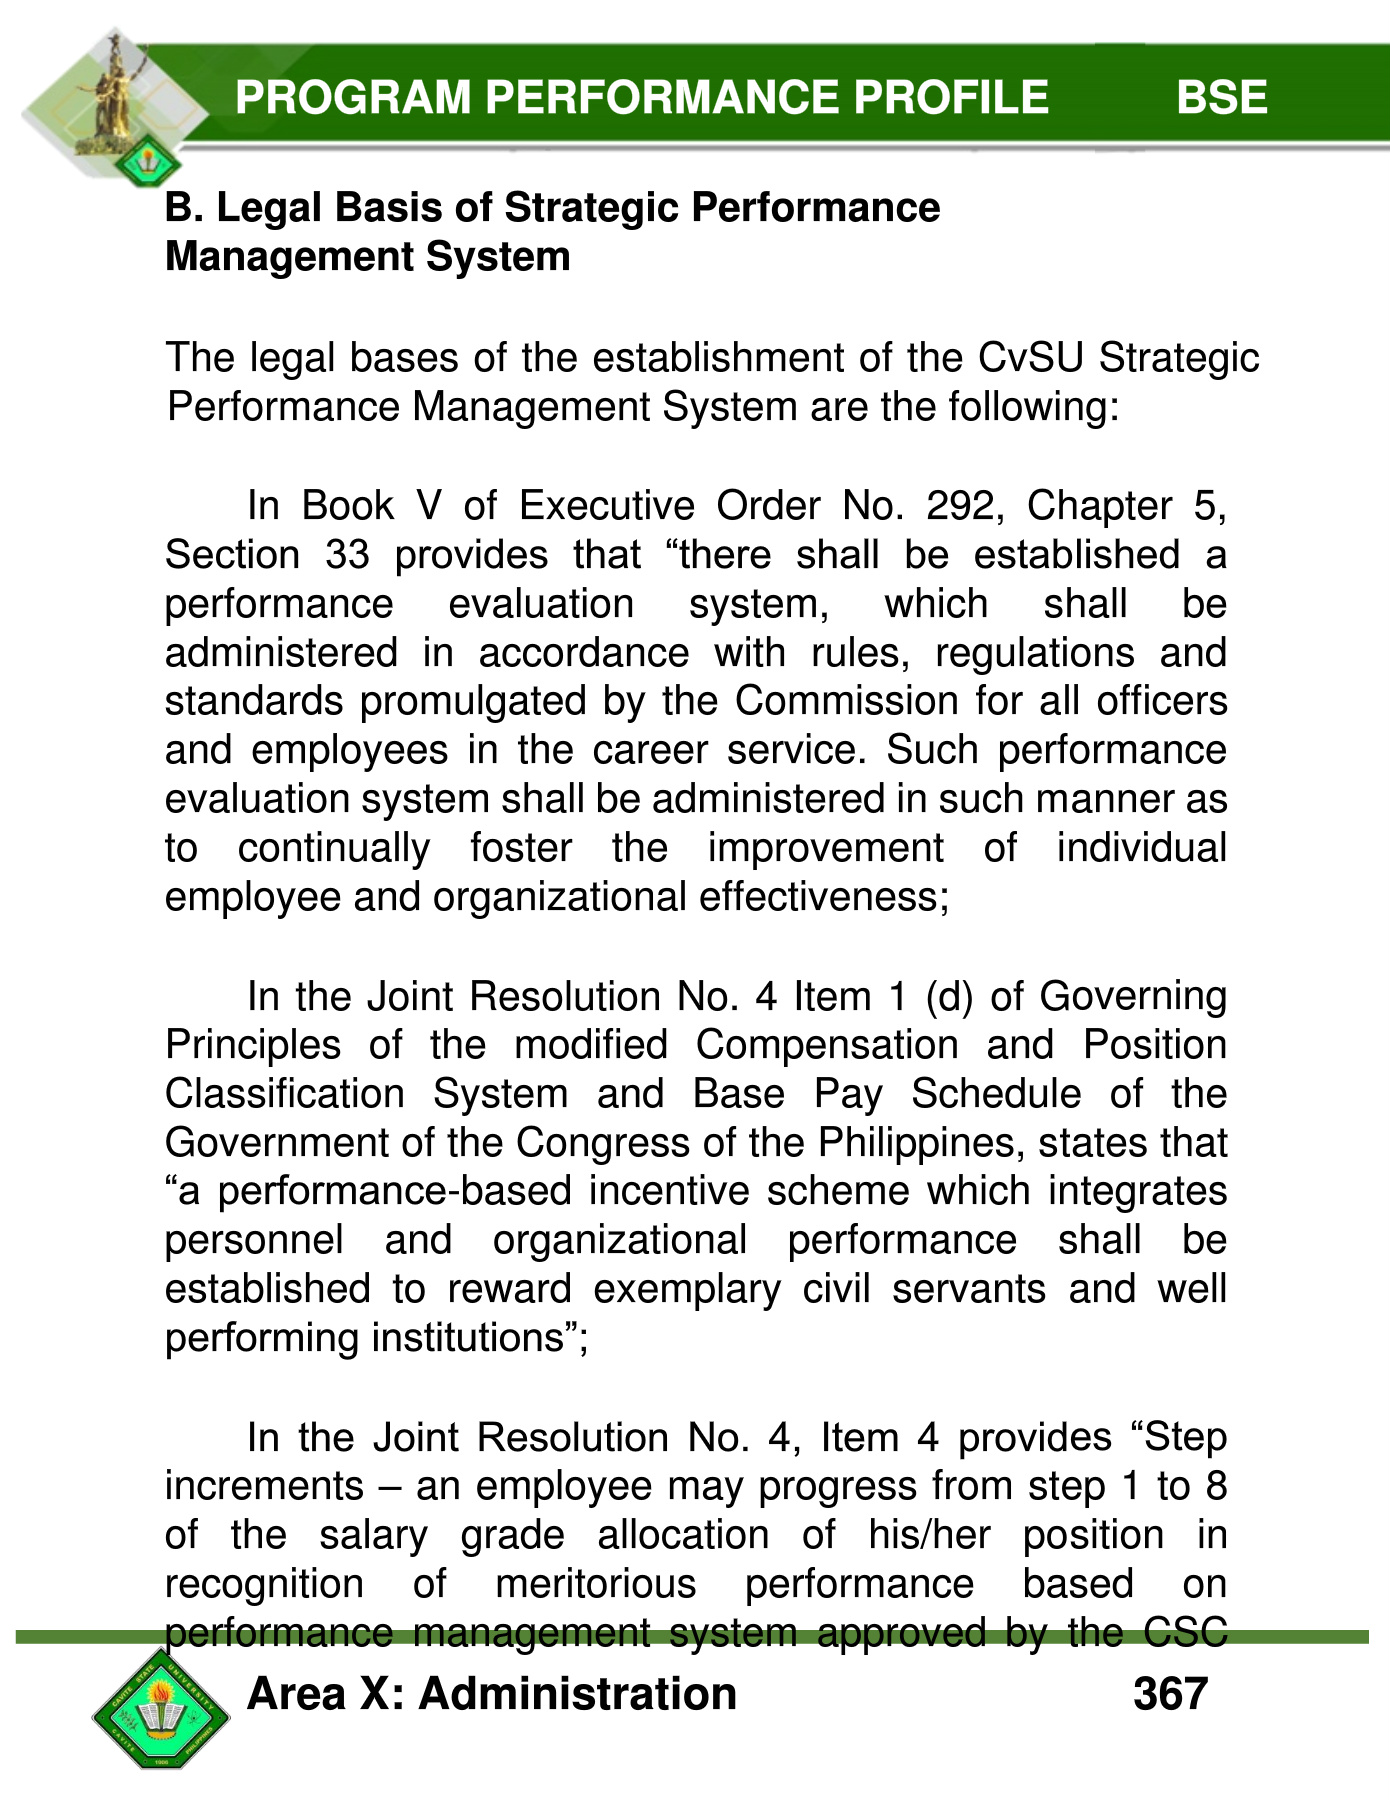 PROGRAM PERFORMANCE PROFILE BSE
B. Legal Basis of Strategic Performance
Management System
The legal bases of the establishment of the CvSU Strategic
Performance Management System are the following:
In Book V of Executive Order No. 292, Chapter 5,
Section 33 provides that “there shall be established a
performance evaluation system, which shall be
administered in accordance with rules, regulations and
standards promulgated by the Commission for all officers
and employees in the career service. Such performance
evaluation system shall be administered in such manner as
to continually foster the improvement of individual
employee and organizational effectiveness;
In the Joint Resolution No. 4 Item 1 (d) of Governing
Principles of the modified Compensation and Position
Classification System and Base Pay Schedule of the
Government of the Congress of the Philippines, states that
“a performance-based incentive scheme which integrates
personnel and organizational performance shall be
established to reward exemplary civil servants and well
performing institutions”;
In the Joint Resolution No. 4, Item 4 provides “Step
increments – an employee may progress from step 1 to 8
of the salary grade allocation of his/her position in
recognition of meritorious performance based on
performance management system approved by the CSC
CAVITE STATE UNIVERSITY
CAVITE PHILIPPINES
1906
Area X: Administration 367